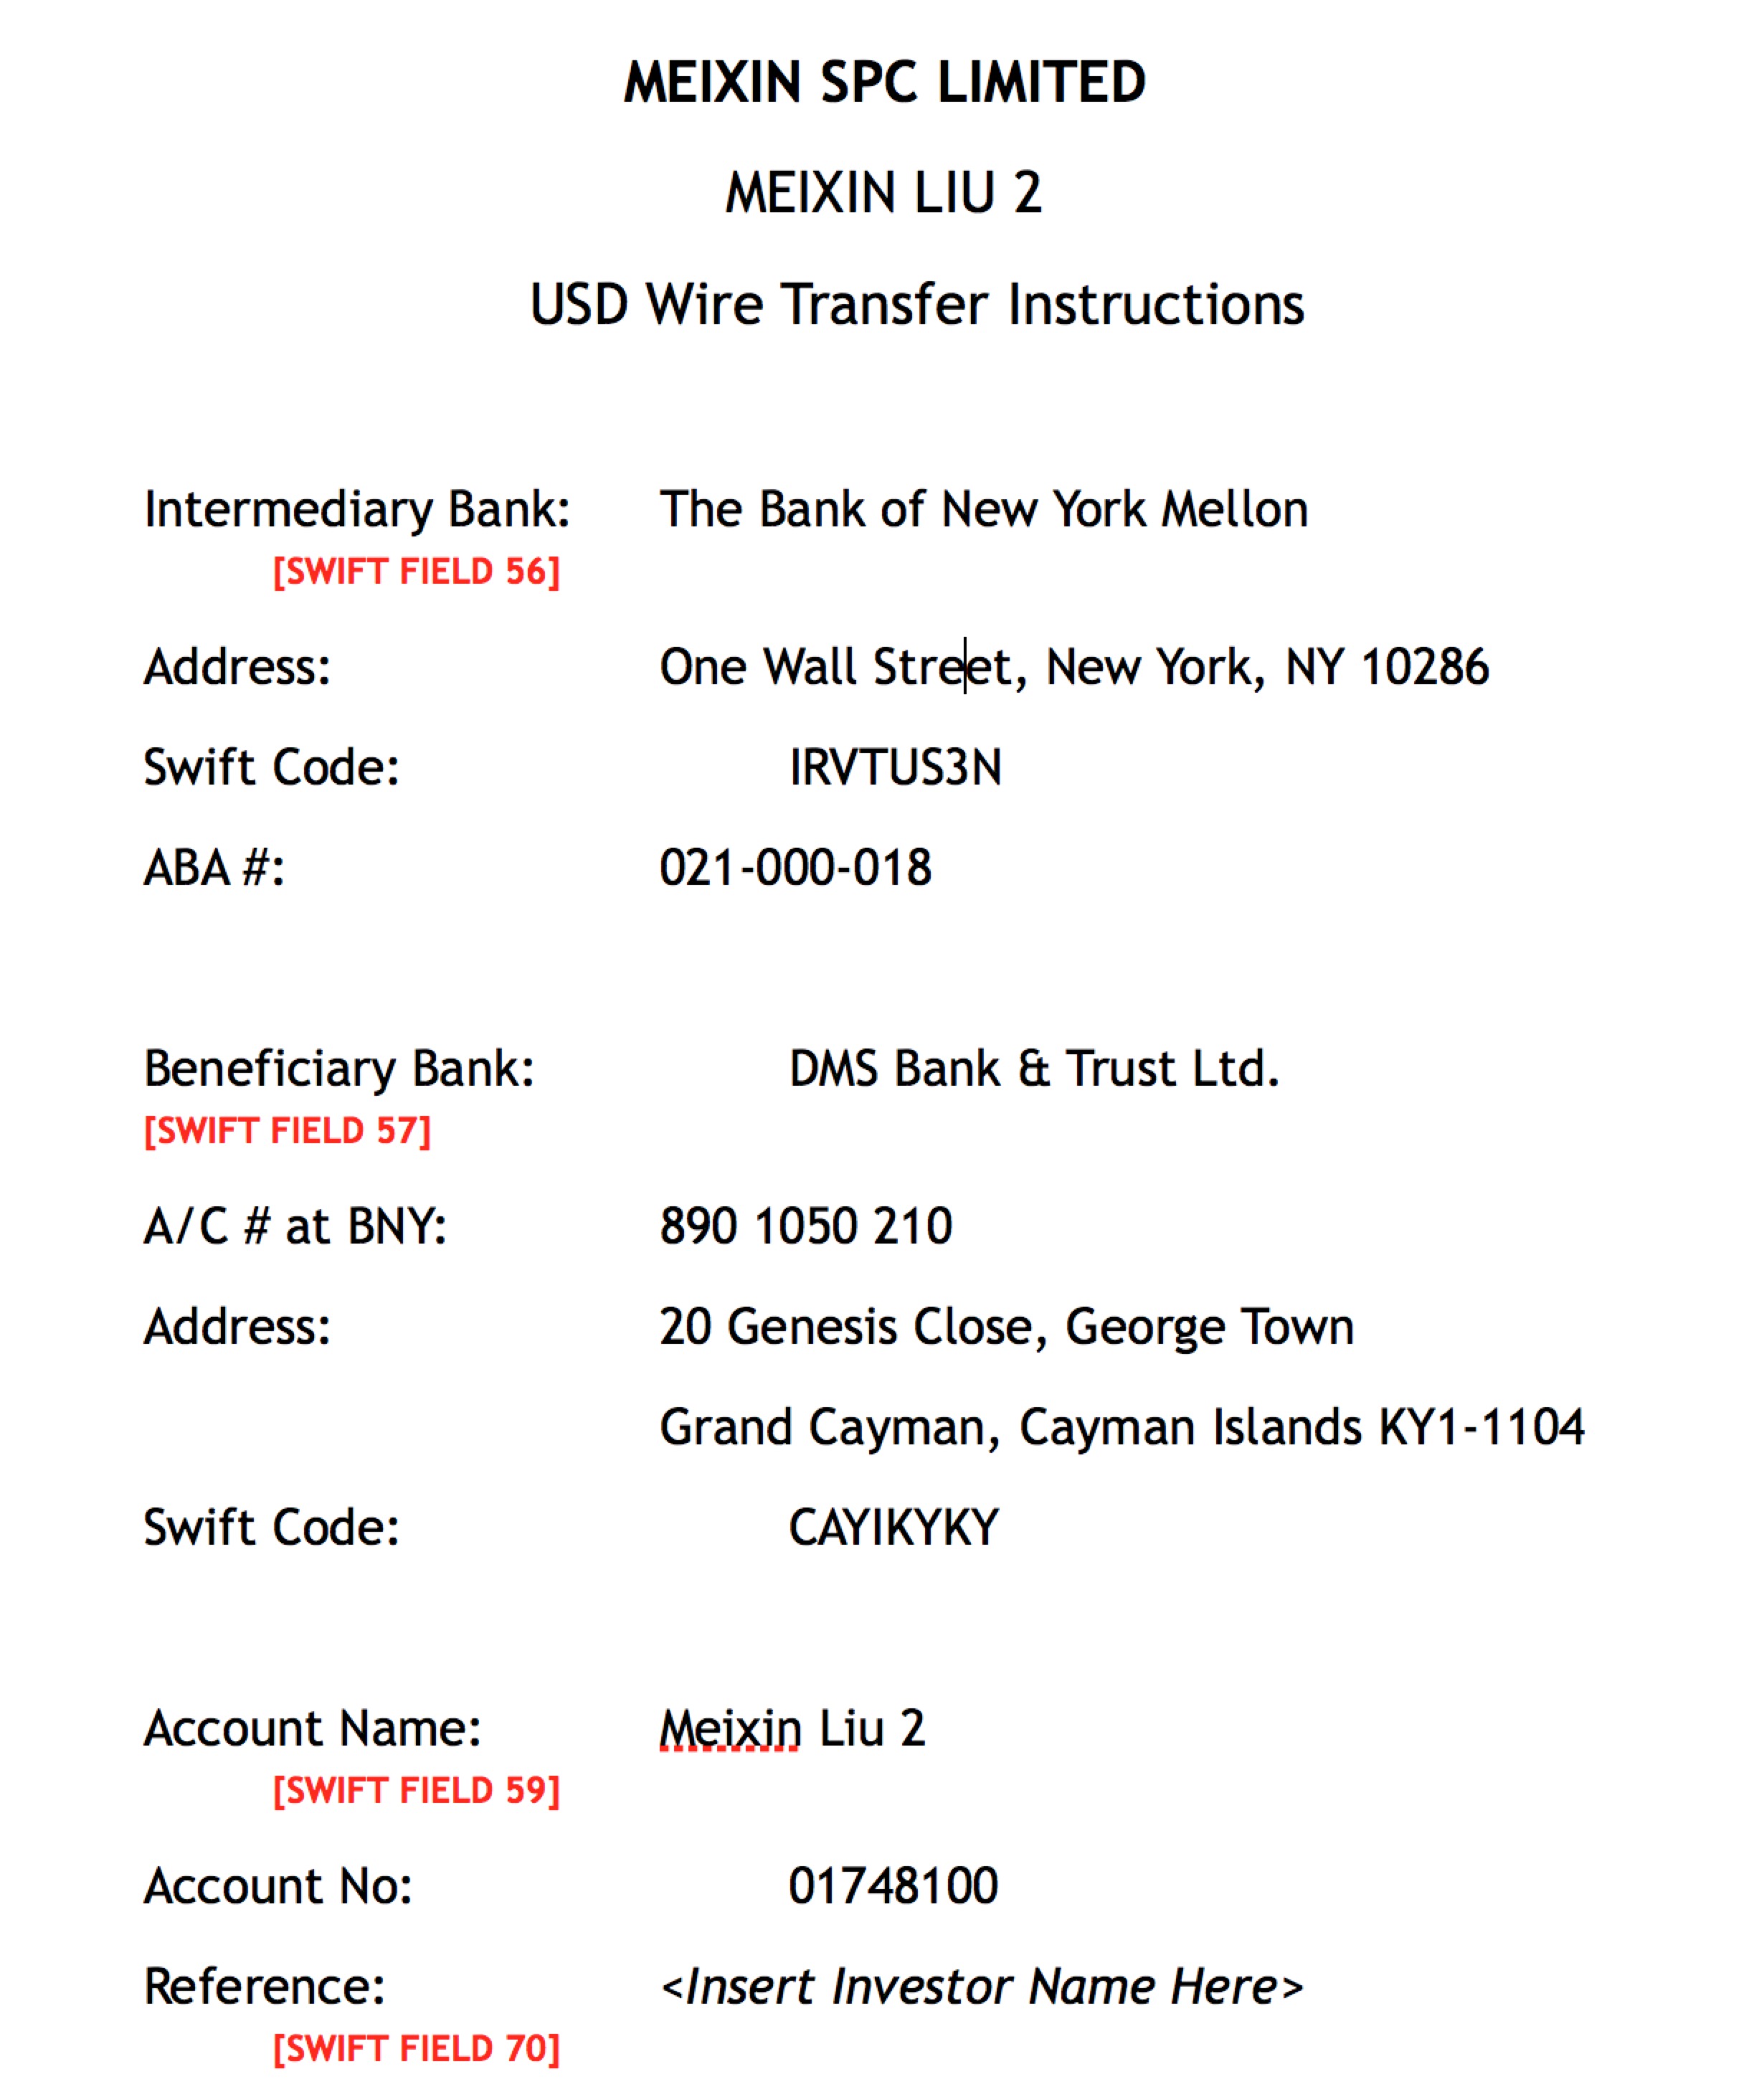 MEIXIN SPC LIMITED
MEIXIN LIU 2
USD Wire Transfer Instructions
Intermediary Bank: The Bank of New York Mellon
[SWIFT FIELD 56]
Address: One Wall Street, New York, NY 10286
Swift Code: IRVTUS3N
ABA #: 021-000-018
Beneficiary Bank: DMS Bank & Trust Ltd.
[SWIFT FIELD 57]
A/C # at BNY: 890 1050 210
Address: 20 Genesis Close, George Town
Grand Cayman, Cayman Islands KY1-1104
Swift Code: CAYIKYKY
Account Name: Meixin Liu 2
[SWIFT FIELD 59]
Account No: 01748100
Reference: <Insert Investor Name Here>
[SWIFT FIELD 70]